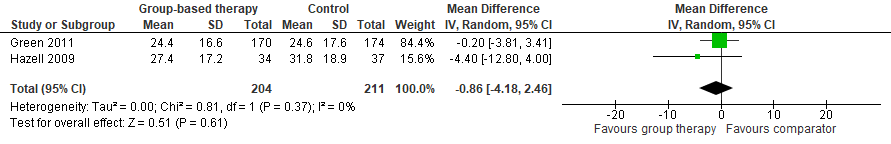 Group-based therapy Control Mean Difference Mean Difference
Study or Subgroup Mean SD Total Mean SD Total Weight IV, Random, 95% CI IV, Random, 95% CI
Green 2011 24.4 16.6 170 24.6 17.6 174 84.4% -0.20 [-3.81, 3.41]
Hazell 2009 27.4 17.2 34 31.8 18.9 37 15.6% -4.40 [-12.80, 4.00]
Total (95% CI) 204 211 100.0% -0.86 [-4.18, 2.46]
Heterogeneity: Tau² = 0.00; Chi² = 0.81, df = 1 (P = 0.37); I² = 0%
Test for overall effect: Z = 0.51 (P = 0.61)
-20 -10 0 10 20
Favours group therapy Favours comparator